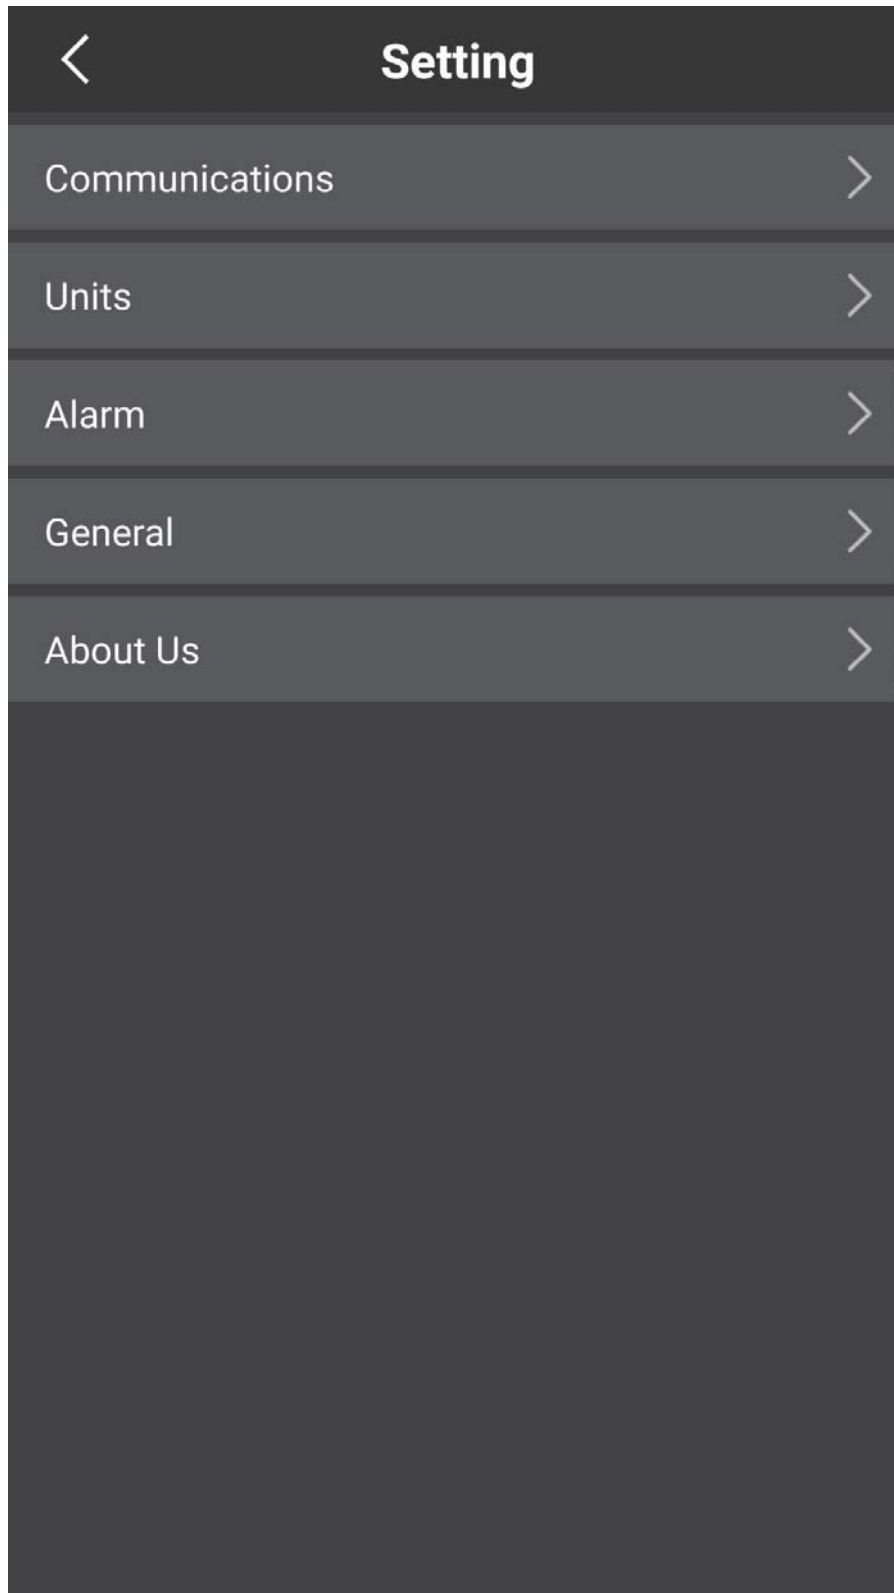 Setting
Communications
Units
Alarm
General
About Us